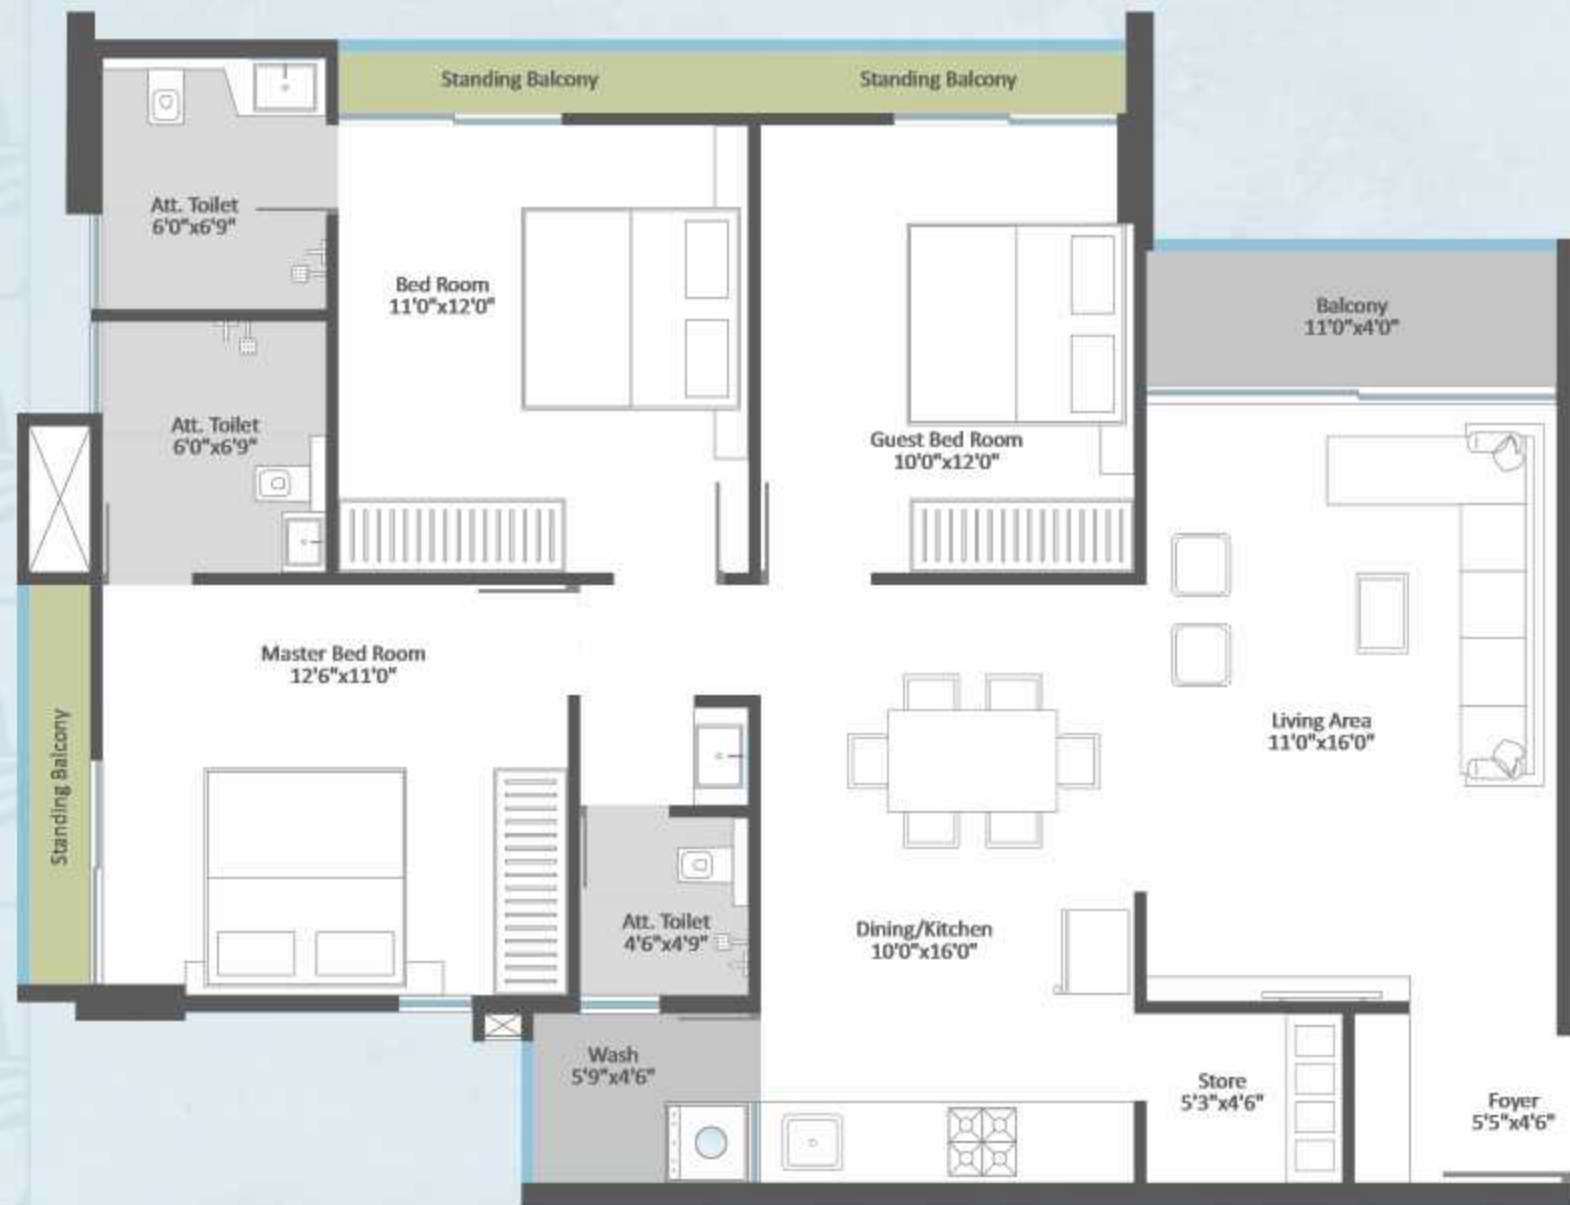 Standing Balcony
Standing Balcony
Att. Toilet
6'0"x6'9"
Bed Room
11'0"x12'0"
Balcony
11'0"x4'0"
Att. Toilet
6'0"x6'9"
Guest Bed Room
10'0"x12'0"
Master Bed Room
12'6"x11'0"
Standing Balcony
Living Area
11'0"x16'0"
Att. Toilet
4'6"x4'9"
Dining/Kitchen
10'0"x16'0"
Wash
5'9"x4'6"
Store
5'3"x4'6"
Foyer
5'5"x4'6"